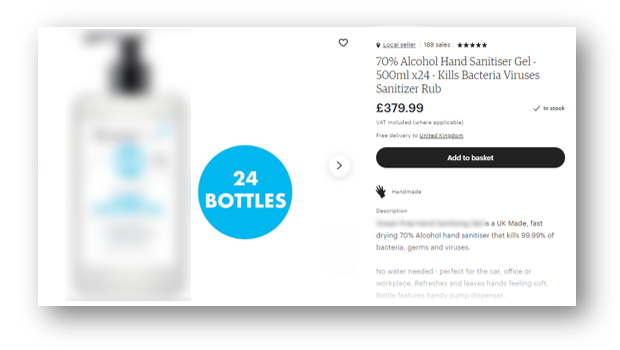 24
BOTTLES
Local seller 169 sales ★★★★★
70% Alcohol Hand Sanitiser Gel -
500ml x24 - Kills Bacteria Viruses
Sanitizer Rub
£379.99
In stock
VAT included (where applicable)
Free delivery to United Kingdom
Add to basket
Handmade
Description
is a UK Made, fast
drying 70% Alcohol hand sanitiser that kills 99.99% of
bacteria, germs and viruses.
No water needed - perfect for the car, office or
workplace. Refreshes and leaves hands feeling soft.
Bottle features handy pump dispenser.